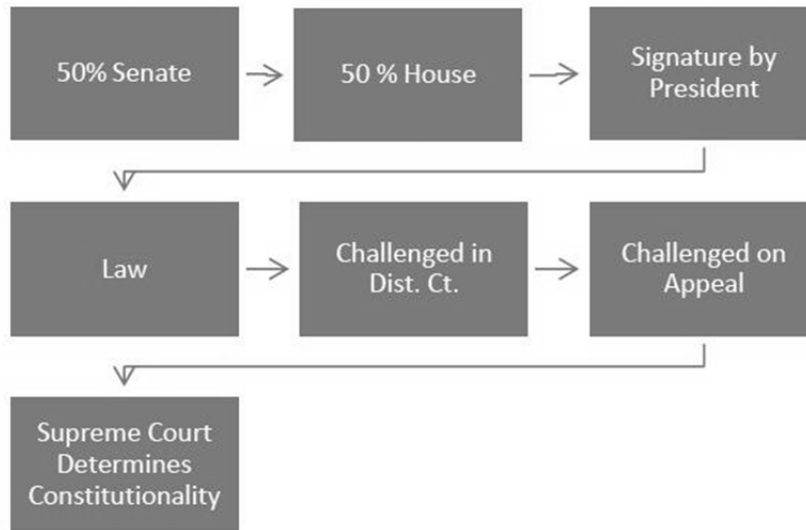 50% Senate
50 % House
Signature by
President
Law
Challenged in
Dist. Ct.
Challenged on
Appeal
Supreme Court
Determines
Constitutionality